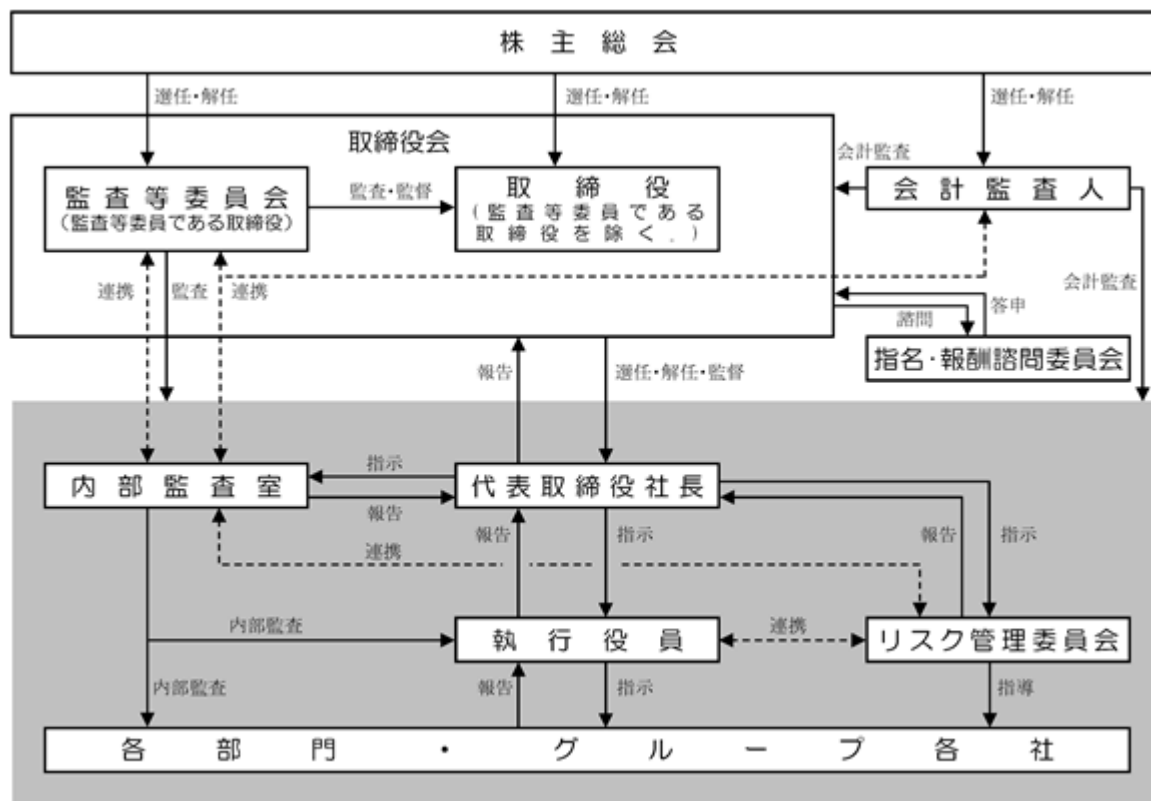 株主総会
選任・解任
選任・解任
選任・解任
取締役会
会計監査
監査等委員会
(監査等委員である取締役)
監査・監督
取締役
(監査等委員である
取締役を除く。)
会計監査人
連携
監査
連携
会計監査
答申
諮問
指名・報酬諮問委員会
報告
選任・解任・監督
内部監査室
指示
報告
代表取締役社長
報告
指示
連携
報告
指示
内部監査
執行役員
連携
リスク管理委員会
内部監査
報告
指示
指導
各部門・グループ各社